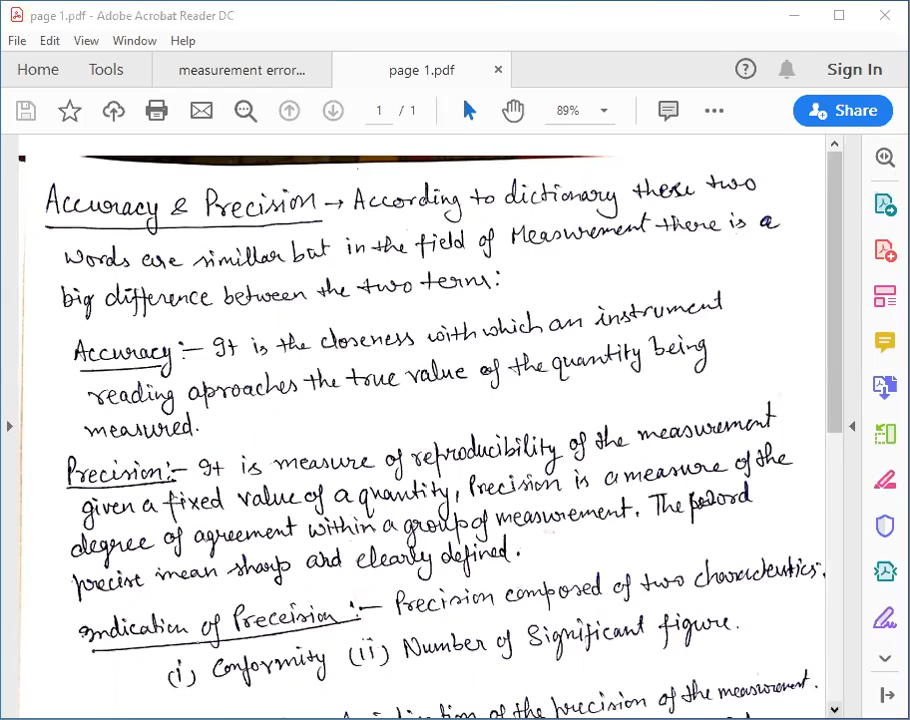 page 1.pdf - Adobe Acrobat Reader DC
File Edit View Window Help
Home Tools measurement error... page 1.pdf × Sign In
1 / 1 89% Share
Accuracy & Precision → According to dictionary these two
words are simillar but in the field of Measurement there is a
big difference between the two terms:
Accuracy :- It is the closeness with which an instrument
reading aproaches the true value of the quantity being
measured.
Precision:- It is measure of reproducibility of the measurement
given a fixed value of a quantity, Precision is a measure of the
degree of agreement within a group of measurement. The
precise mean sharp and clearly defined.
Indication of Preceision :- Precision composed of two characteristics:
(i) Conformity (ii) Number of Significant figure.
of the precision of the measurement.